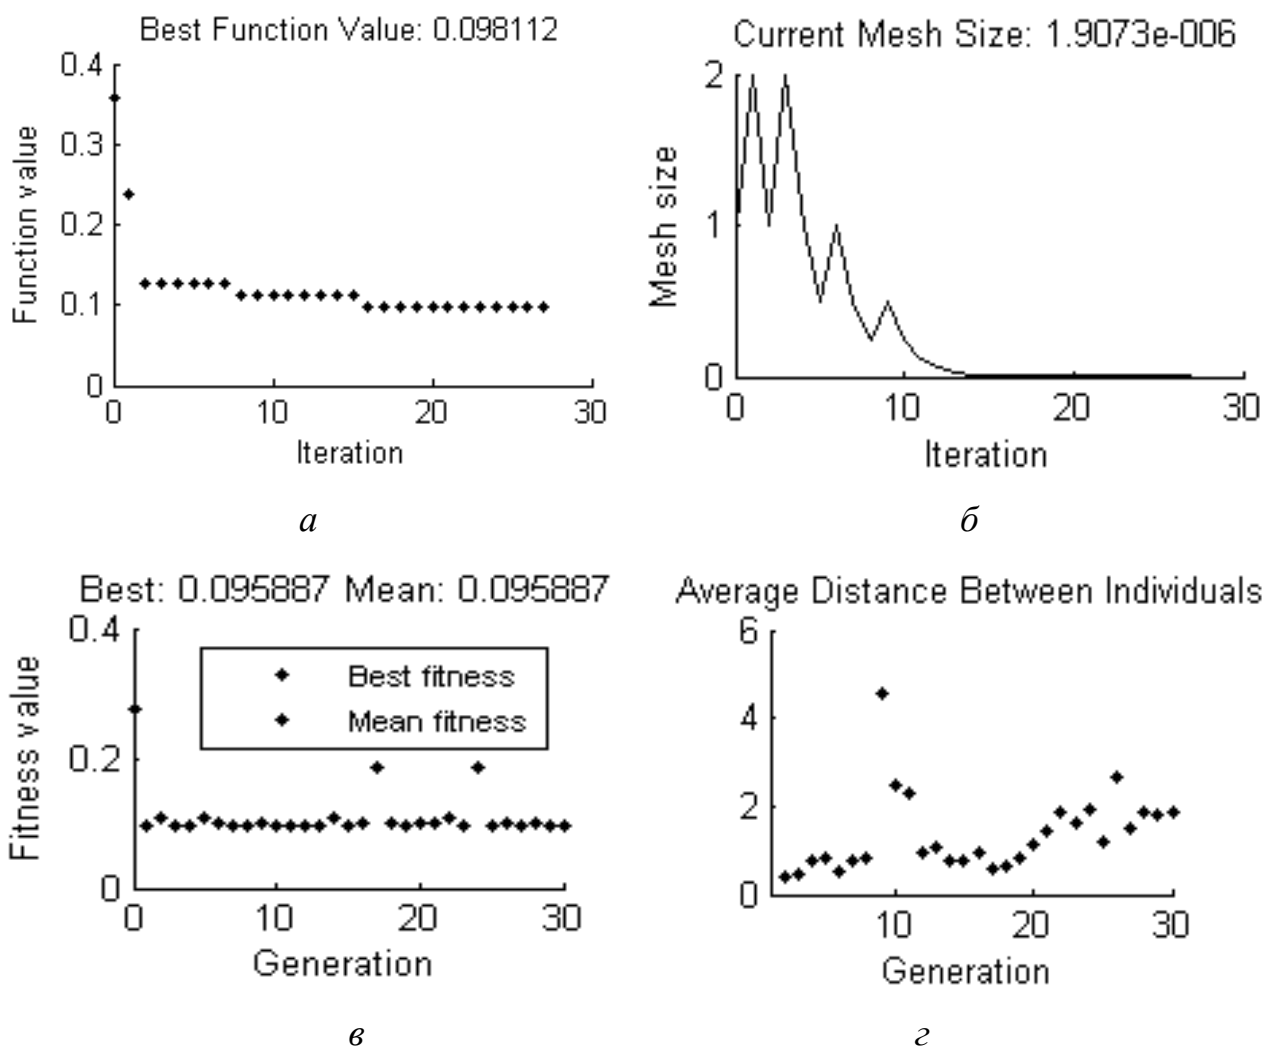 Best Function Value: 0.098112
0.4
0.3
0.2
0.1
0
Function value
0 10 20 30
Iteration
а
Current Mesh Size: 1.9073e-006
2
1
0
Mesh size
0 10 20 30
Iteration
б
Best: 0.095887 Mean: 0.095887
0.4
0.2
0
Fitness value
Best fitness
Mean fitness
0 10 20 30
Generation
в
Average Distance Between Individuals
6
4
2
0
10 20 30
Generation
г